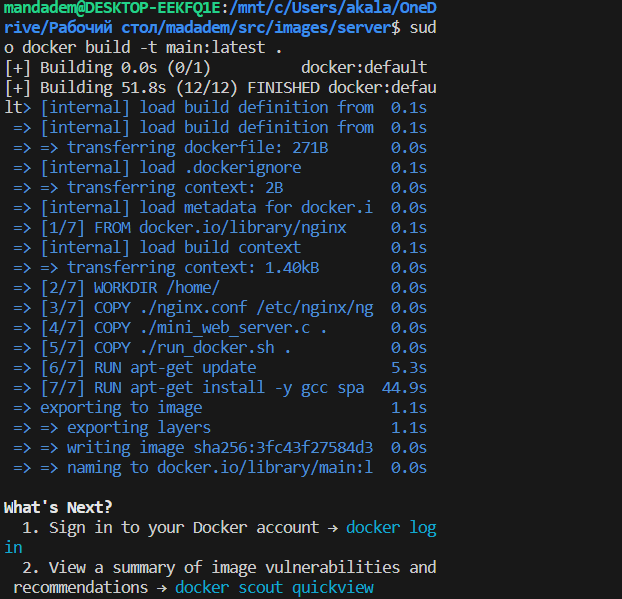 mandadem@DESKTOP-EEKFQ1E:/mnt/c/Users/akala/OneD
rive/Рабочий стол/madadem/src/images/server$ sud
o docker build -t main:latest .
[+] Building 0.0s (0/1) docker:default
[+] Building 51.8s (12/12) FINISHED docker:defau
lt> [internal] load build definition from 0.1s
=> [internal] load build definition from 0.1s
=> => transferring dockerfile: 271B 0.0s
=> [internal] load .dockerignore 0.1s
=> => transferring context: 2B 0.0s
=> [internal] load metadata for docker.i 0.0s
=> [1/7] FROM docker.io/library/nginx 0.1s
=> [internal] load build context 0.1s
=> => transferring context: 1.40kB 0.0s
=> [2/7] WORKDIR /home/ 0.0s
=> [3/7] COPY ./nginx.conf /etc/nginx/ng 0.0s
=> [4/7] COPY ./mini_web_server.c . 0.0s
=> [5/7] COPY ./run_docker.sh . 0.0s
=> [6/7] RUN apt-get update 5.3s
=> [7/7] RUN apt-get install -y gcc spa 44.9s
=> exporting to image 1.1s
=> => exporting layers 1.1s
=> => writing image sha256:3fc43f27584d3 0.0s
=> => naming to docker.io/library/main:l 0.0s
What's Next?
1. Sign in to your Docker account → docker log
in
2. View a summary of image vulnerabilities and
recommendations → docker scout quickview